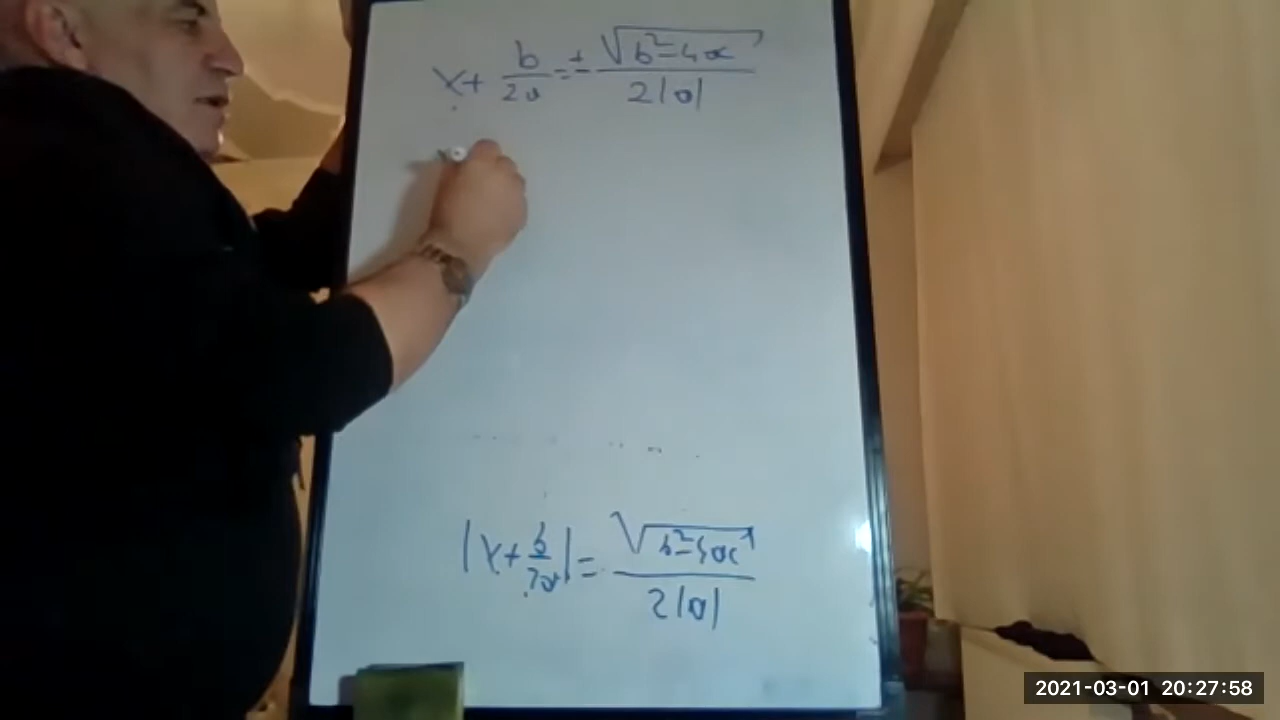 x + b/2a = ± √(b² − 4ac) / 2|a|
|x + b/2a| = √(b² − 4ac) / 2|a|
2021-03-01 20:27:58